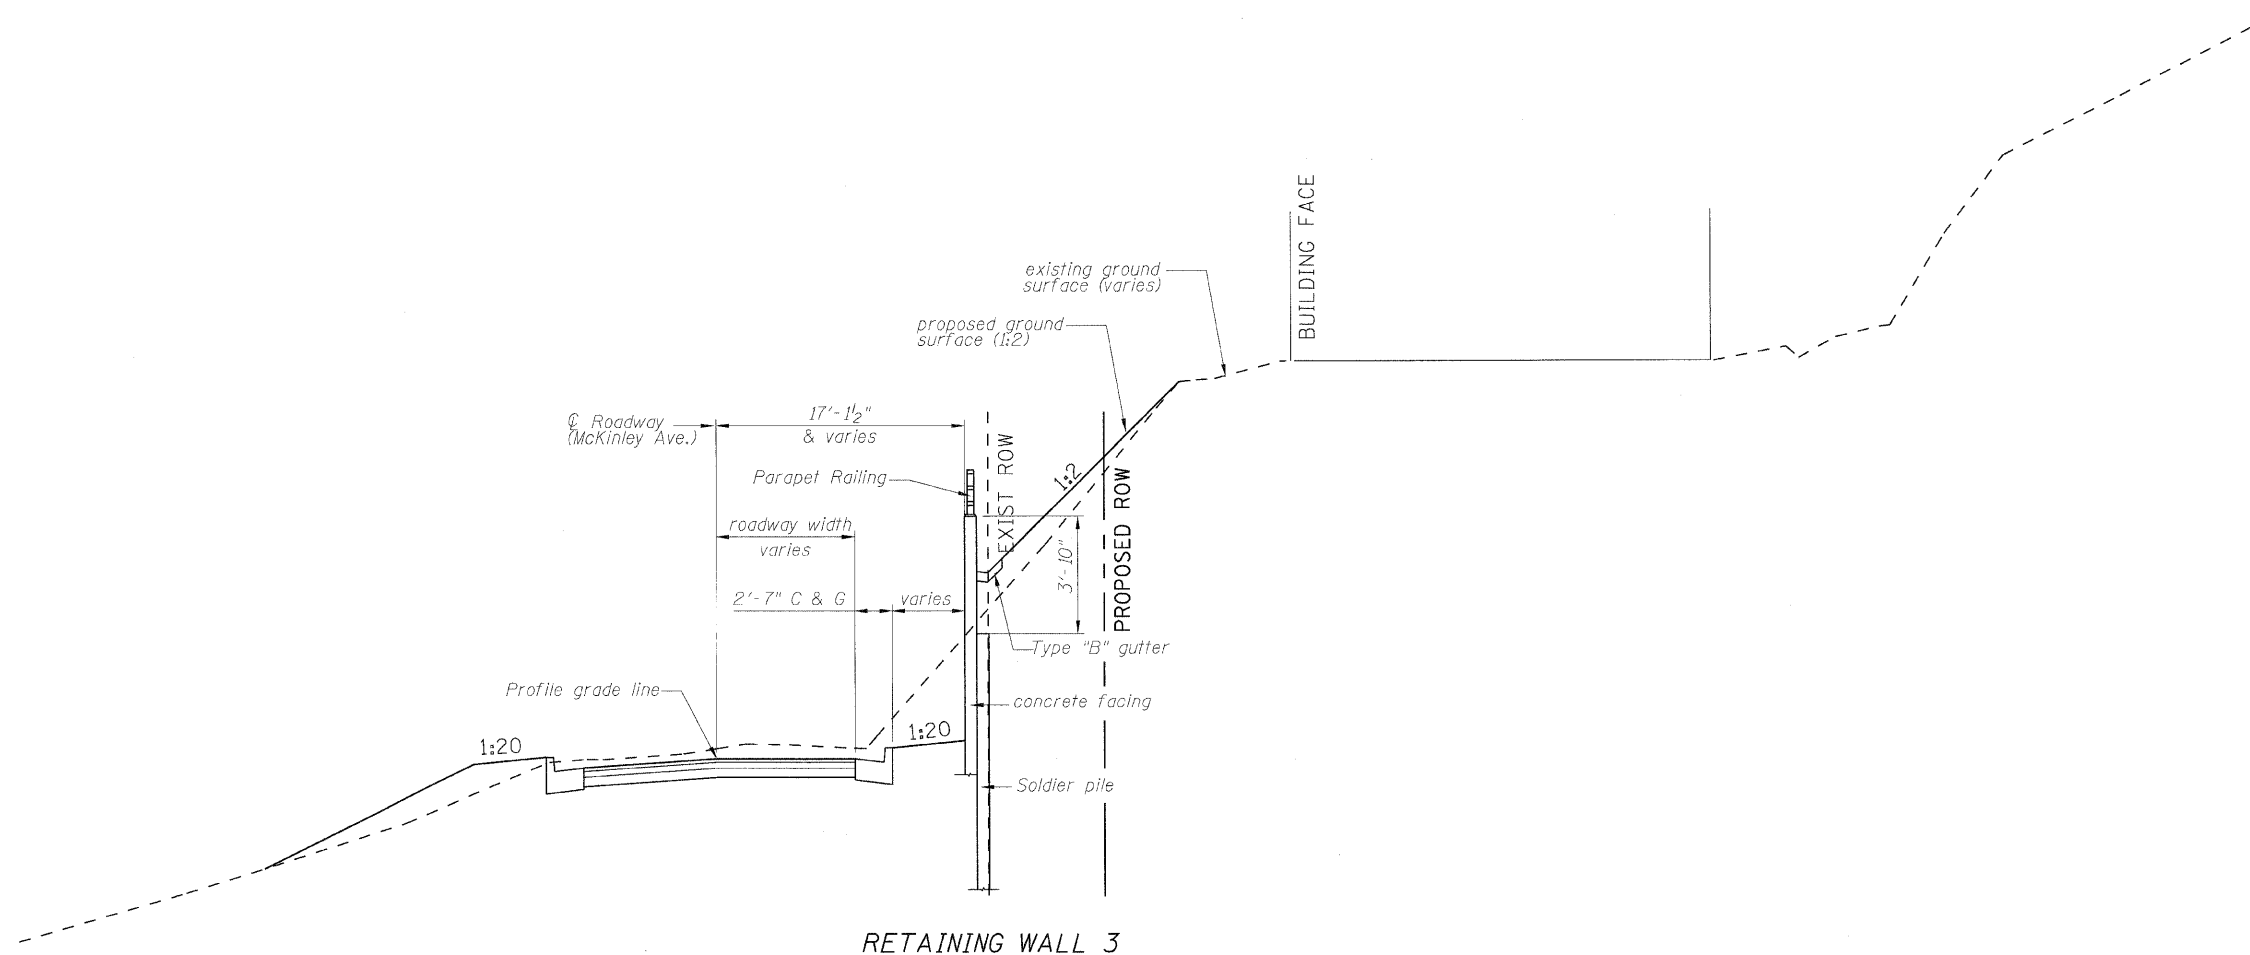 BUILDING FACE
existing ground
surface (varies)
proposed ground
surface (1:2)
17'-1½"
& varies
℄ Roadway
(McKinley Ave.)
EXIST ROW
1:2
PROPOSED ROW
Parapet Railing
roadway width
varies
3'-10"
2'-7" C & G
varies
Type "B" gutter
Profile grade line
concrete facing
1:20
1:20
Soldier pile
RETAINING WALL 3